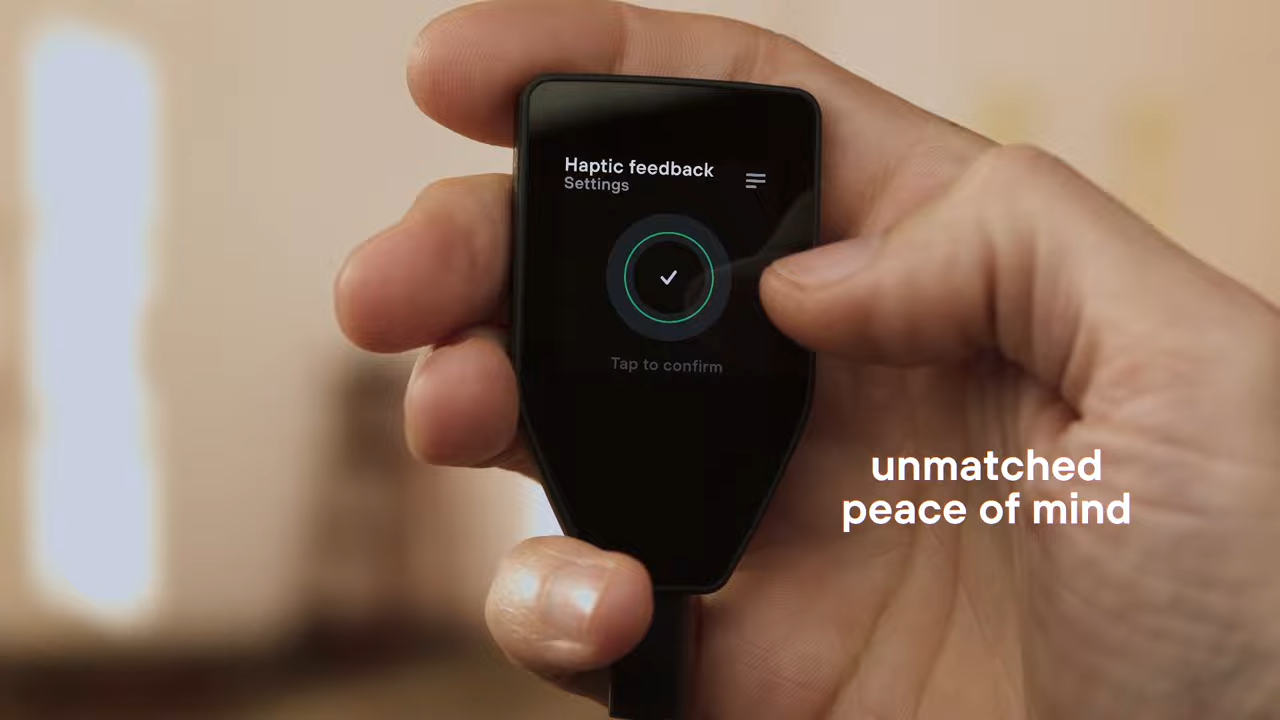 Haptic feedback
Settings
Tap to confirm
unmatched
peace of mind